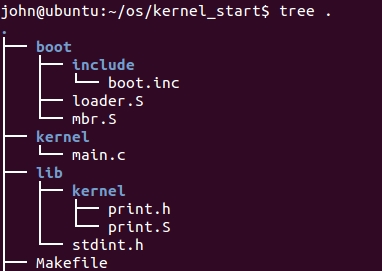 john@ubuntu:~/os/kernel_start$ tree .
.
├── boot
│   ├── include
│   │   └── boot.inc
│   ├── loader.S
│   └── mbr.S
├── kernel
│   └── main.c
├── lib
│   ├── kernel
│   │   ├── print.h
│   │   └── print.S
│   └── stdint.h
├── Makefile